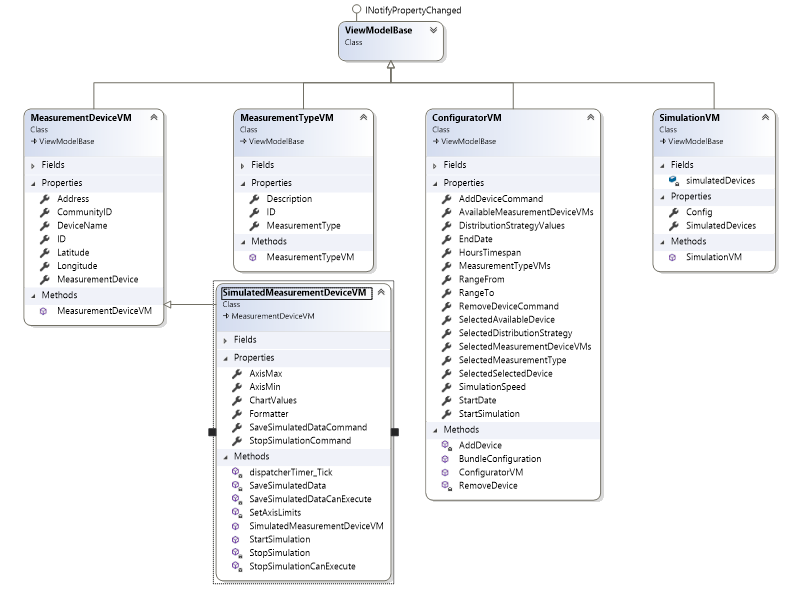 INotifyPropertyChanged
ViewModelBase
Class
MeasurementDeviceVM
Class
ViewModelBase
Fields
Properties
Address
CommunityID
DeviceName
ID
Latitude
Longitude
MeasurementDevice
Methods
MeasurementDeviceVM
MeasurementTypeVM
Class
ViewModelBase
Fields
Properties
Description
ID
MeasurementType
Methods
MeasurementTypeVM
SimulatedMeasurementDeviceVM
Class
MeasurementDeviceVM
Fields
Properties
AxisMax
AxisMin
ChartValues
Formatter
SaveSimulatedDataCommand
StopSimulationCommand
Methods
dispatcherTimer_Tick
SaveSimulatedData
SaveSimulatedDataCanExecute
SetAxisLimits
SimulatedMeasurementDeviceVM
StartSimulation
StopSimulation
StopSimulationCanExecute
ConfiguratorVM
Class
ViewModelBase
Fields
Properties
AddDeviceCommand
AvailableMeasurementDeviceVMs
DistributionStrategyValues
EndDate
HoursTimespan
MeasurementTypeVMs
RangeFrom
RangeTo
RemoveDeviceCommand
SelectedAvailableDevice
SelectedDistributionStrategy
SelectedMeasurementDeviceVMs
SelectedMeasurementType
SelectedSelectedDevice
SimulationSpeed
StartDate
StartSimulation
Methods
AddDevice
BundleConfiguration
ConfiguratorVM
RemoveDevice
SimulationVM
Class
ViewModelBase
Fields
simulatedDevices
Properties
Config
SimulatedDevices
Methods
SimulationVM